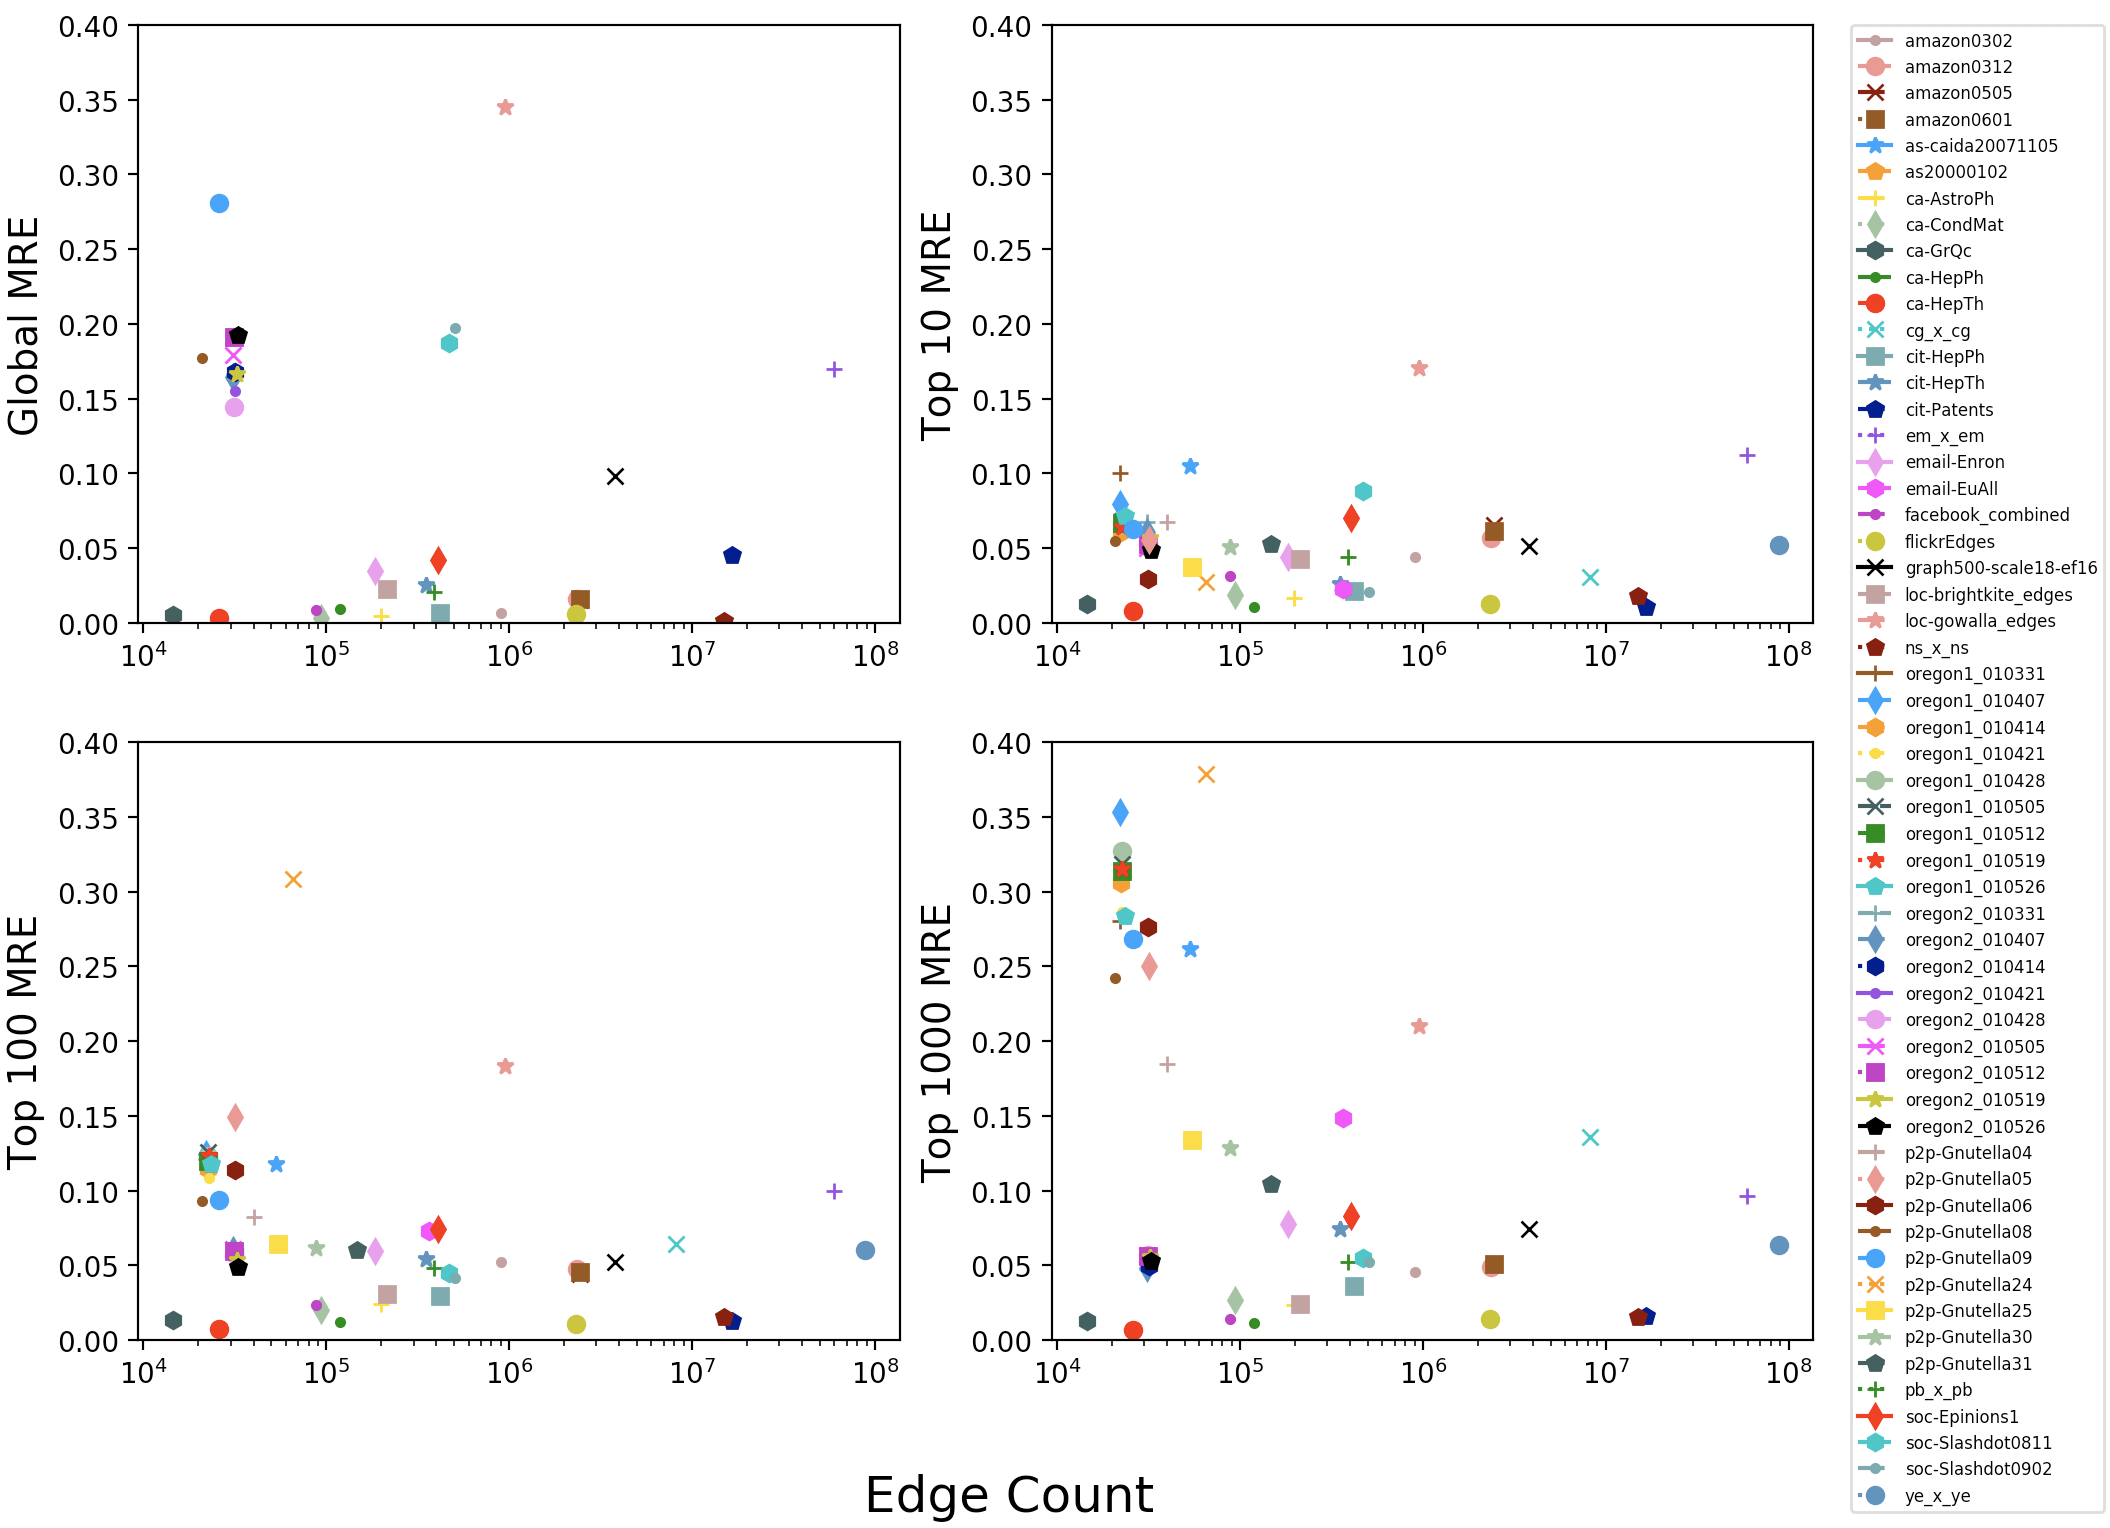 0.40
0.35
0.30
0.25
0.20
0.15
0.10
0.05
0.00
Global MRE
10^4 10^5 10^6 10^7 10^8
0.40
0.35
0.30
0.25
0.20
0.15
0.10
0.05
0.00
Top 10 MRE
10^4 10^5 10^6 10^7 10^8
0.40
0.35
0.30
0.25
0.20
0.15
0.10
0.05
0.00
Top 100 MRE
10^4 10^5 10^6 10^7 10^8
0.40
0.35
0.30
0.25
0.20
0.15
0.10
0.05
0.00
Top 1000 MRE
10^4 10^5 10^6 10^7 10^8
Edge Count
amazon0302
amazon0312
amazon0505
amazon0601
as-caida20071105
as20000102
ca-AstroPh
ca-CondMat
ca-GrQc
ca-HepPh
ca-HepTh
cg_x_cg
cit-HepPh
cit-HepTh
cit-Patents
em_x_em
email-Enron
email-EuAll
facebook_combined
flickrEdges
graph500-scale18-ef16
loc-brightkite_edges
loc-gowalla_edges
ns_x_ns
oregon1_010331
oregon1_010407
oregon1_010414
oregon1_010421
oregon1_010428
oregon1_010505
oregon1_010512
oregon1_010519
oregon1_010526
oregon2_010331
oregon2_010407
oregon2_010414
oregon2_010421
oregon2_010428
oregon2_010505
oregon2_010512
oregon2_010519
oregon2_010526
p2p-Gnutella04
p2p-Gnutella05
p2p-Gnutella06
p2p-Gnutella08
p2p-Gnutella09
p2p-Gnutella24
p2p-Gnutella25
p2p-Gnutella30
p2p-Gnutella31
pb_x_pb
soc-Epinions1
soc-Slashdot0811
soc-Slashdot0902
ye_x_ye